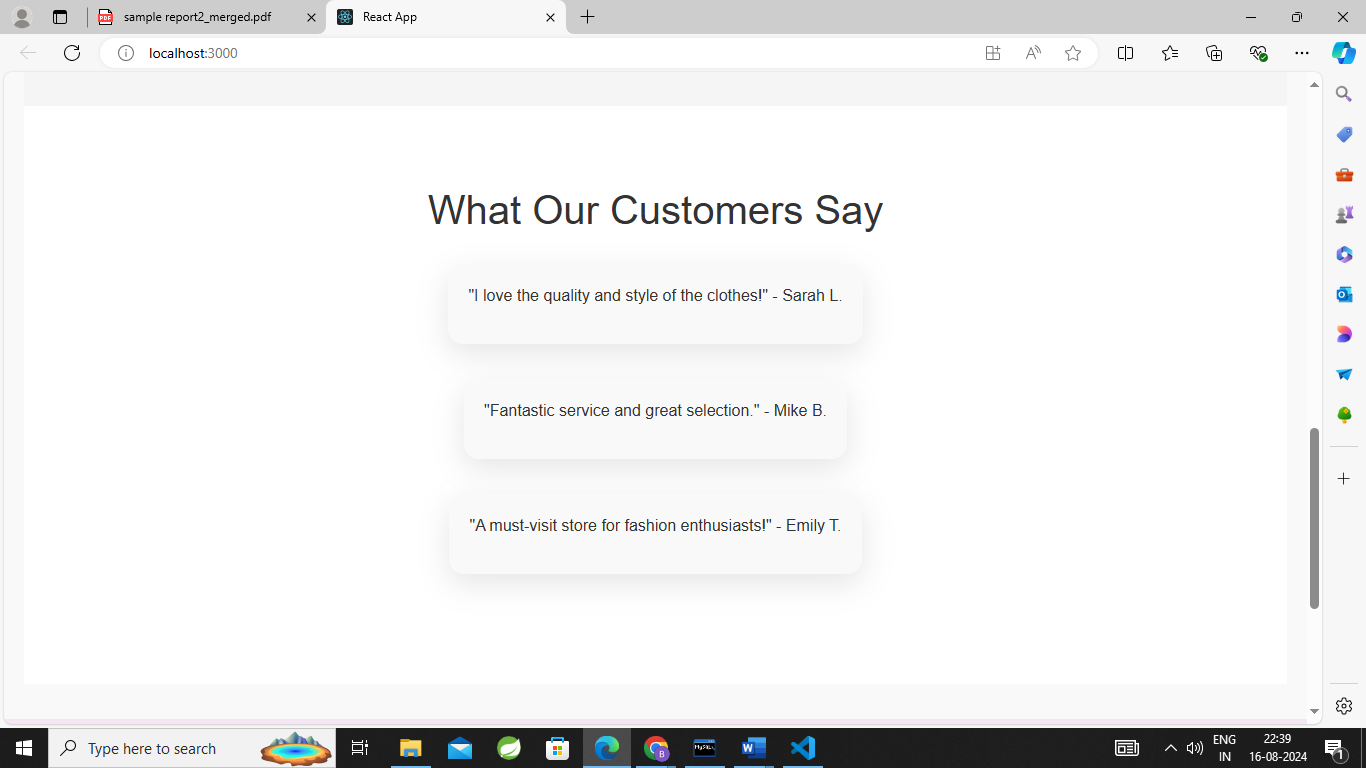 sample report2_merged.pdf
React App
localhost:3000
What Our Customers Say
"I love the quality and style of the clothes!" - Sarah L.
"Fantastic service and great selection." - Mike B.
"A must-visit store for fashion enthusiasts!" - Emily T.
Type here to search
ENG
IN
22:39
16-08-2024
1